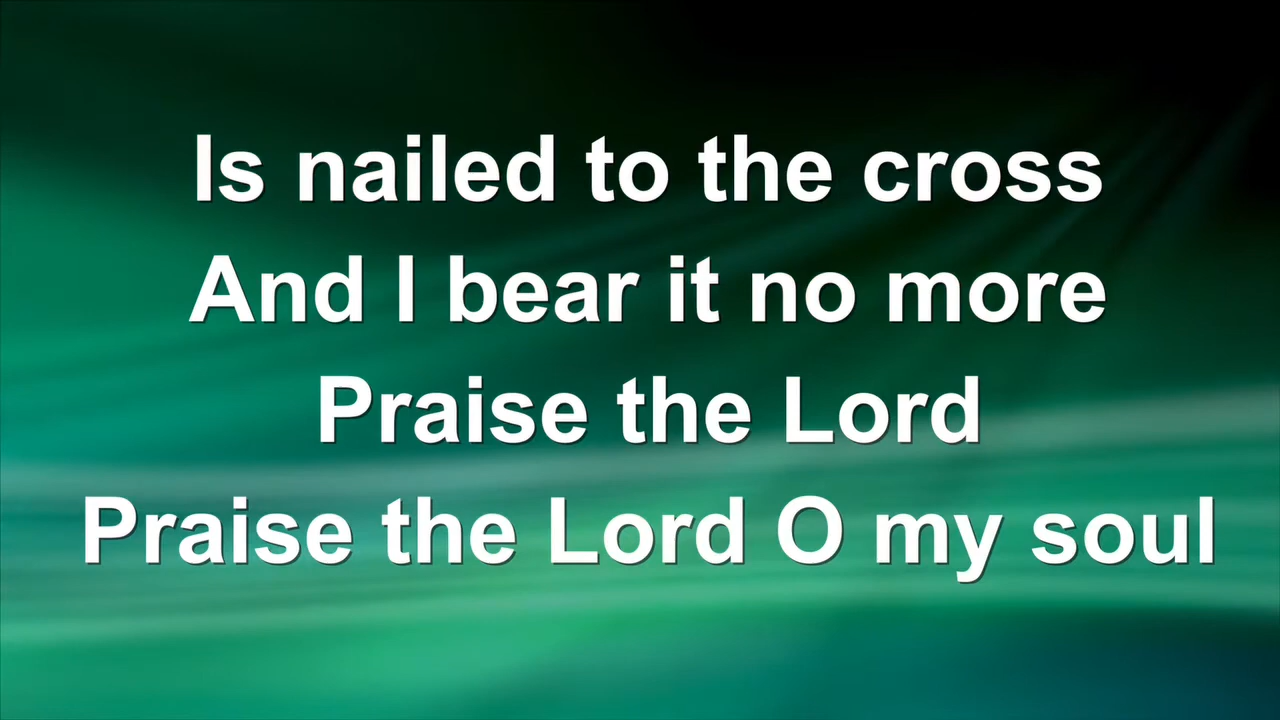 Is nailed to the cross
And I bear it no more
Praise the Lord
Praise the Lord O my soul